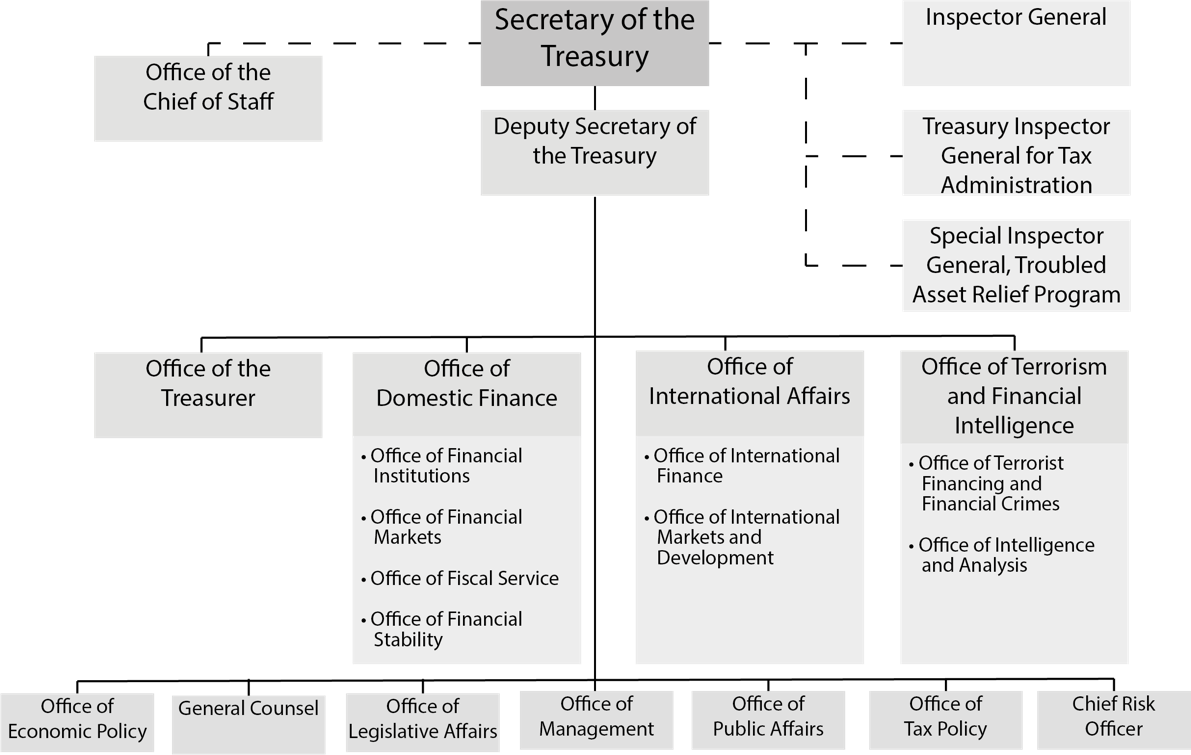 Secretary of the
Treasury
Inspector General
Office of the
Chief of Staff
Deputy Secretary of
the Treasury
Treasury Inspector
General for Tax
Administration
Special Inspector
General, Troubled
Asset Relief Program
Office of the
Treasurer
Office of
Domestic Finance
• Office of Financial
Institutions
• Office of Financial
Markets
• Office of Fiscal Service
• Office of Financial
Stability
Office of
International Affairs
• Office of International
Finance
• Office of International
Markets and
Development
Office of Terrorism
and Financial
Intelligence
• Office of Terrorist
Financing and
Financial Crimes
• Office of Intelligence
and Analysis
Office of
Economic Policy
General Counsel
Office of
Legislative Affairs
Office of
Management
Office of
Public Affairs
Office of
Tax Policy
Chief Risk
Officer